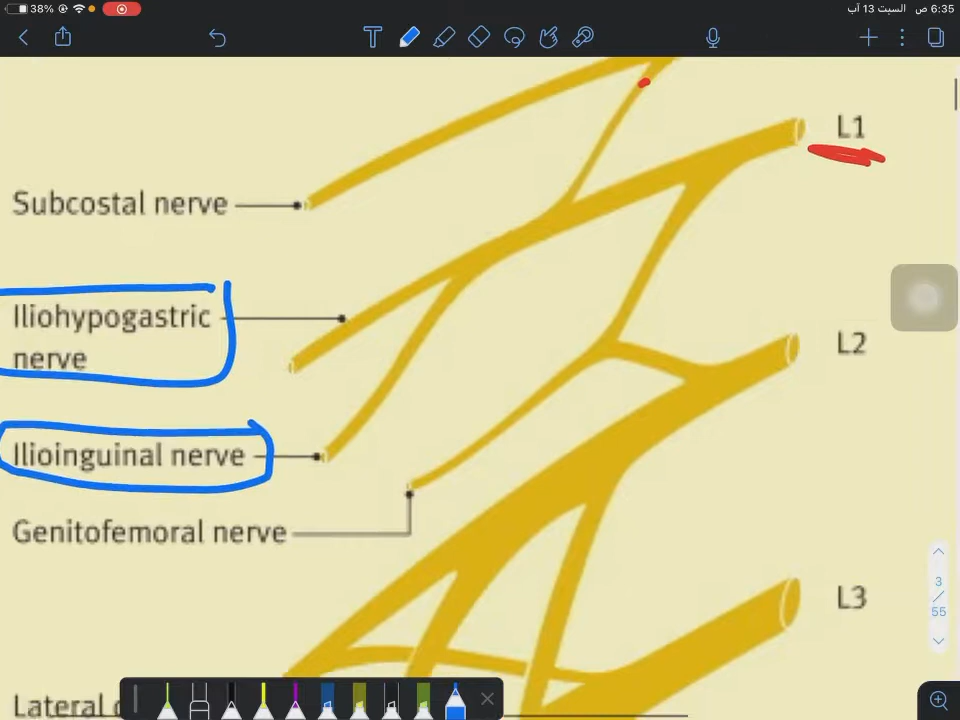 38%
السبت 13 آب 6:35 ص
T
L1
Subcostal nerve
Iliohypogastric
nerve
L2
Ilioinguinal nerve
Genitofemoral nerve
3
/
55
L3
Lateral